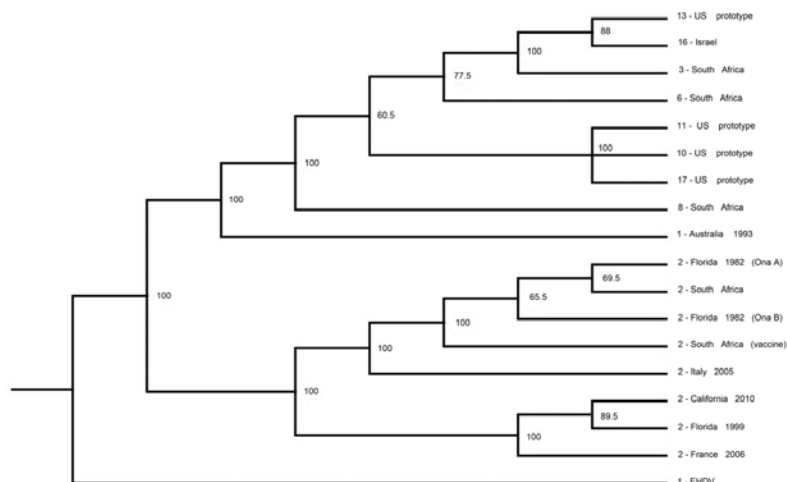 13 - US prototype
88
16 - Israel
100
3 - South Africa
77.5
6 - South Africa
60.5
11 - US prototype
100
10 - US prototype
100
17 - US prototype
100
8 - South Africa
1 - Australia 1993
2 - Florida 1982 (Ona A)
69.5
2 - South Africa
65.5
100
2 - Florida 1982 (Ona B)
100
2 - South Africa (vaccine)
100
2 - Italy 2005
100
2 - California 2010
89.5
2 - Florida 1999
100
2 - France 2006
1 - EHDV